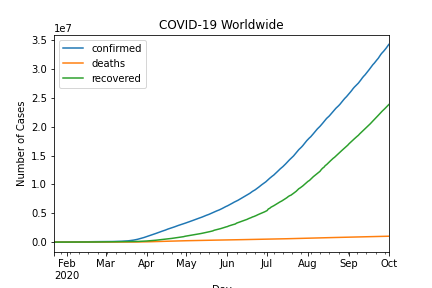 COVID-19 Worldwide
1e7
3.5
3.0
2.5
2.0
1.5
1.0
0.5
0.0
Number of Cases
confirmed
deaths
recovered
Feb Mar Apr May Jun Jul Aug Sep Oct
2020